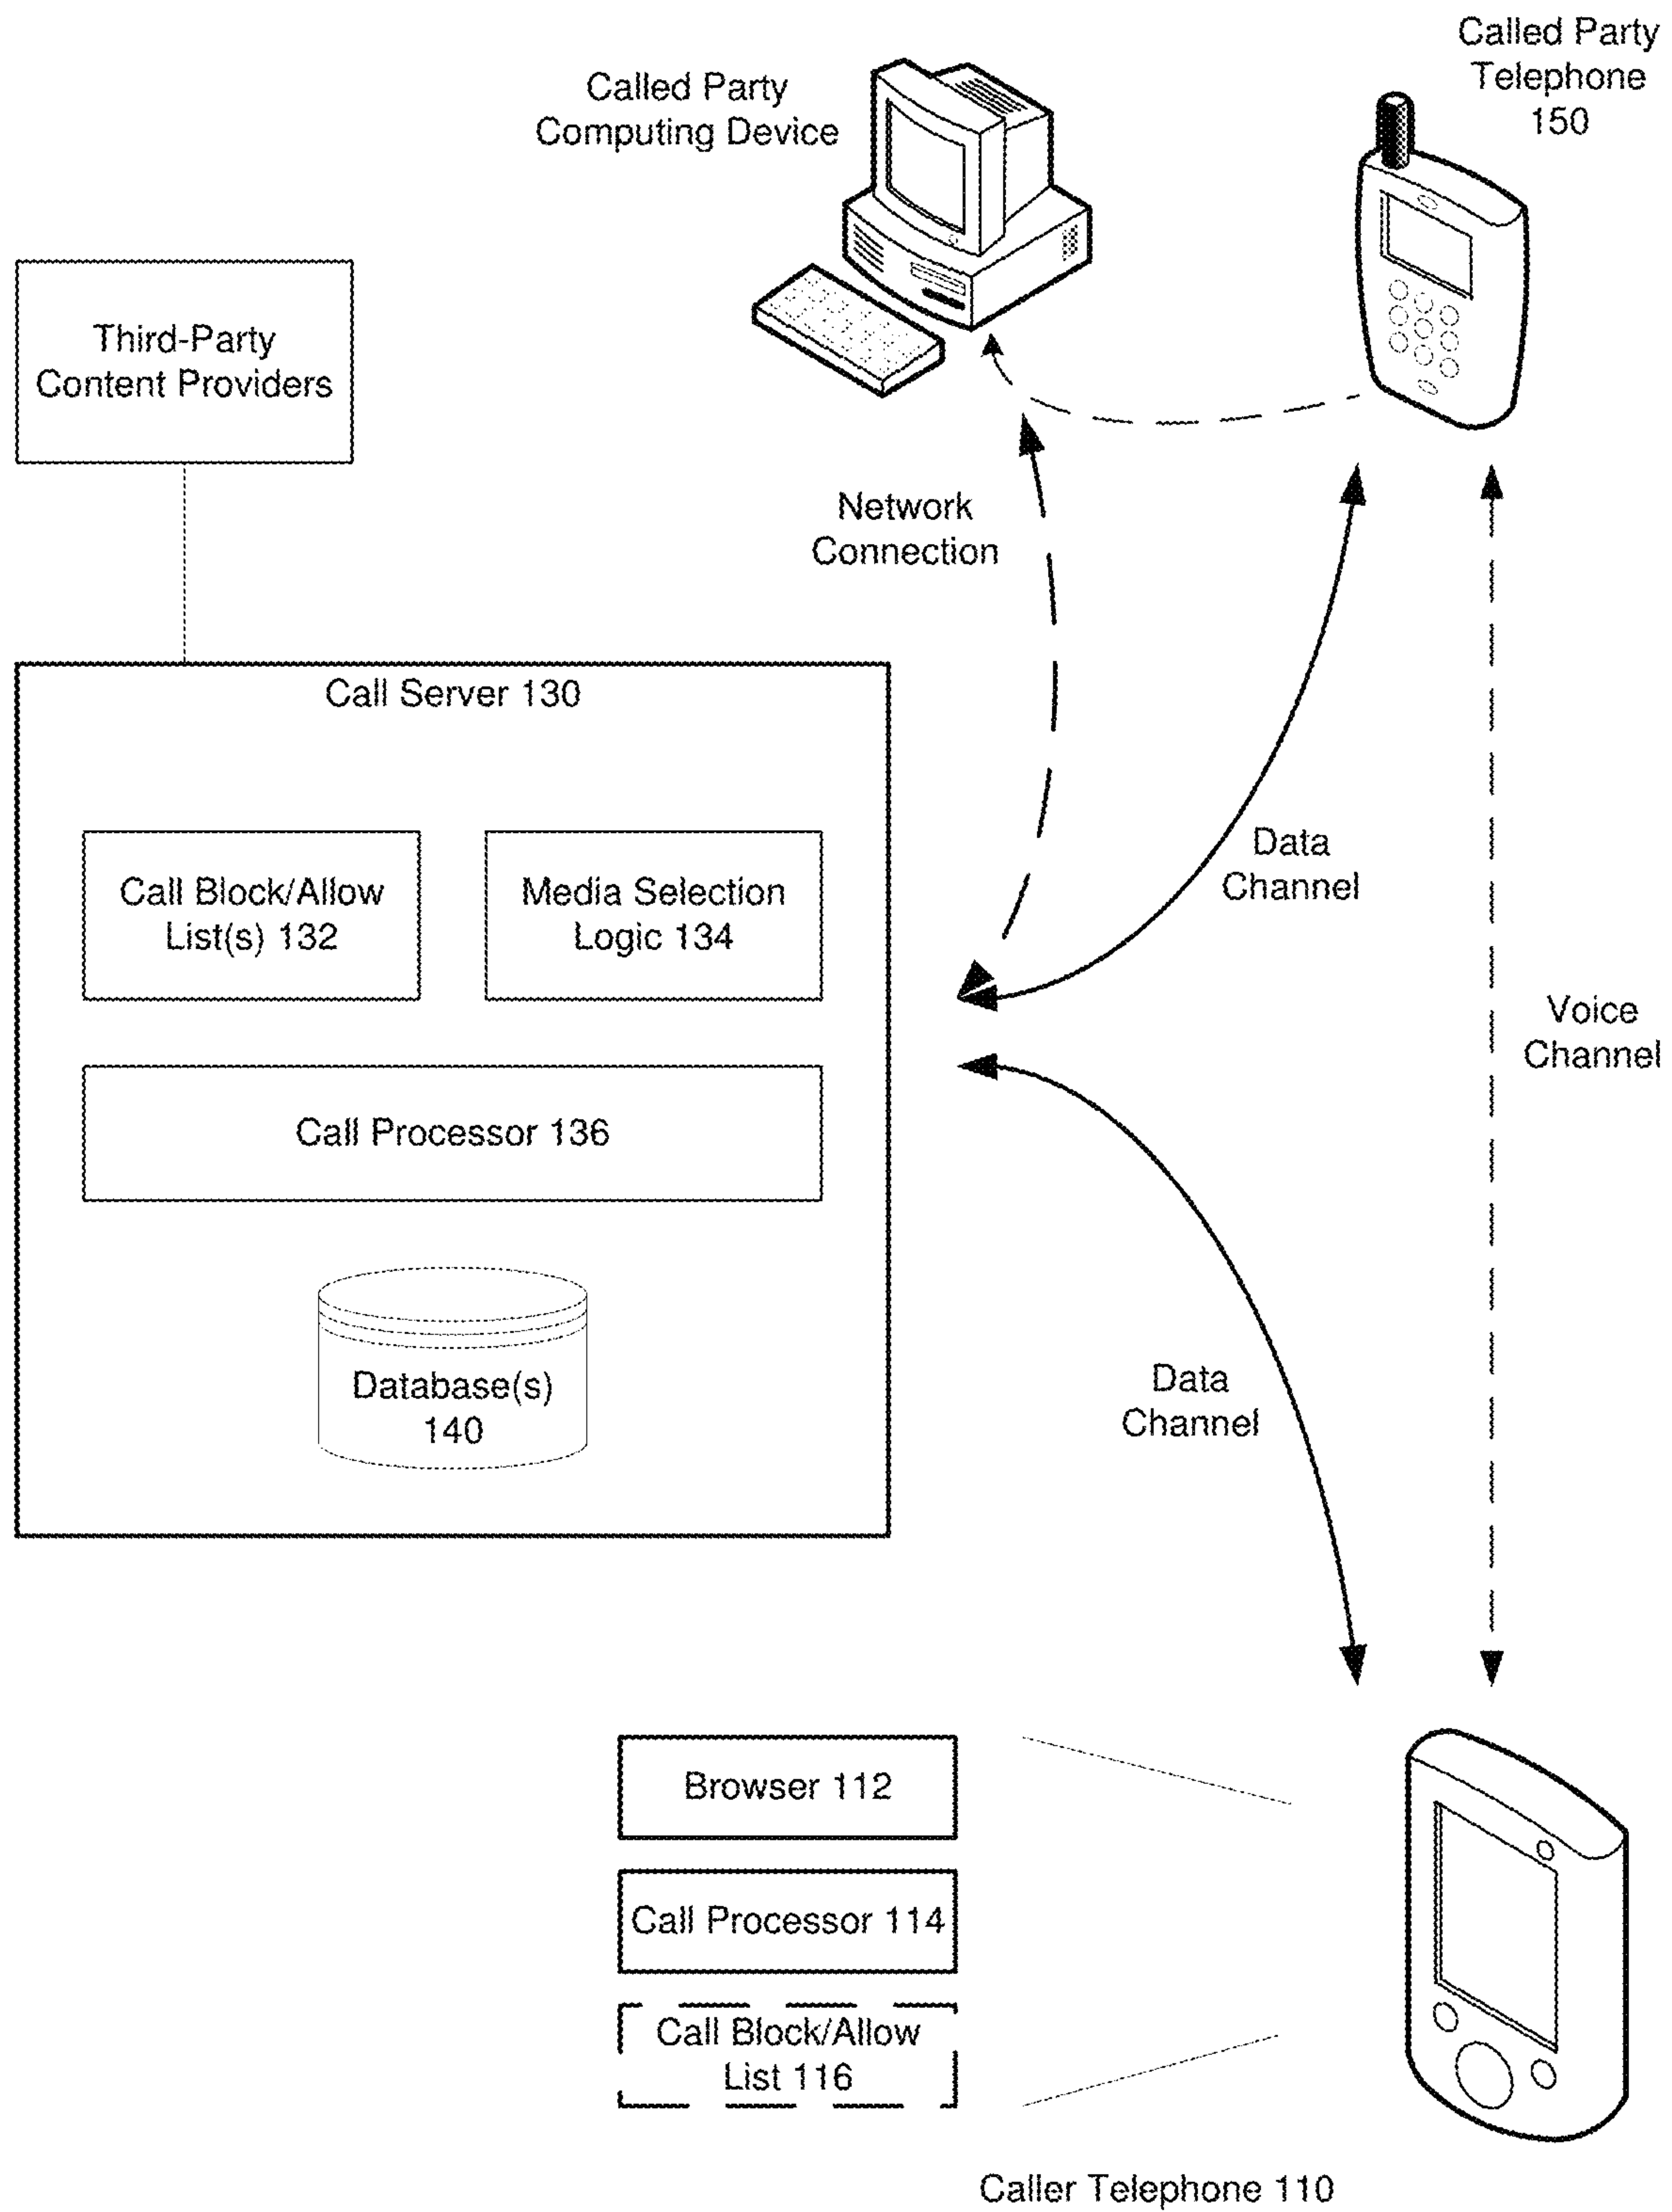 Called Party
Telephone
150
Called Party
Computing Device
Third-Party
Content Providers
Network
Connection
Call Server 130
Call Block/Allow
List(s) 132
Media Selection
Logic 134
Data
Channel
Voice
Channel
Call Processor 136
Database(s)
140
Data
Channel
Browser 112
Call Processor 114
Call Block/Allow
List 116
Caller Telephone 110